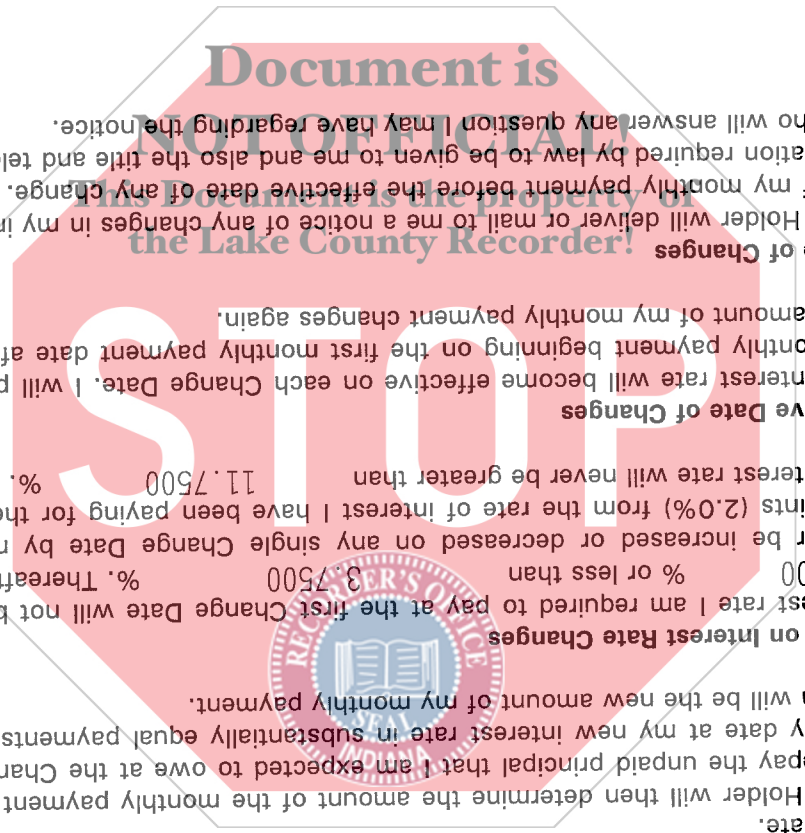 Document is
NOT OFFICIAL!
This Document is the property of
the Lake County Recorder!
STOP
RECORDER'S OFFICE
SEAL
INDIANA
ate.
Holder will then determine the amount of the monthly payment
epay the unpaid principal that I am expected to owe at the Chan
y date at my new interest rate in substantially equal payments
will be the new amount of my monthly payment.
on Interest Rate Changes
est rate I am required to pay at the first Change Date will not b
00 % or less than 3.7500 %. Thereaft
r be increased or decreased on any single Change Date by
ints (2.0%) from the rate of interest I have been paying for the
terest rate will never be greater than 11.7500 %.
ve Date of Changes
nterest rate will become effective on each Change Date. I will p
onthly payment beginning on the first monthly payment date af
amount of my monthly payment changes again.
e of Changes
Holder will deliver or mail to me a notice of any changes in my in
f my monthly payment before the effective date of any change.
ation required by law to be given to me and also the title and tele
ho will answer any question I may have regarding the notice.